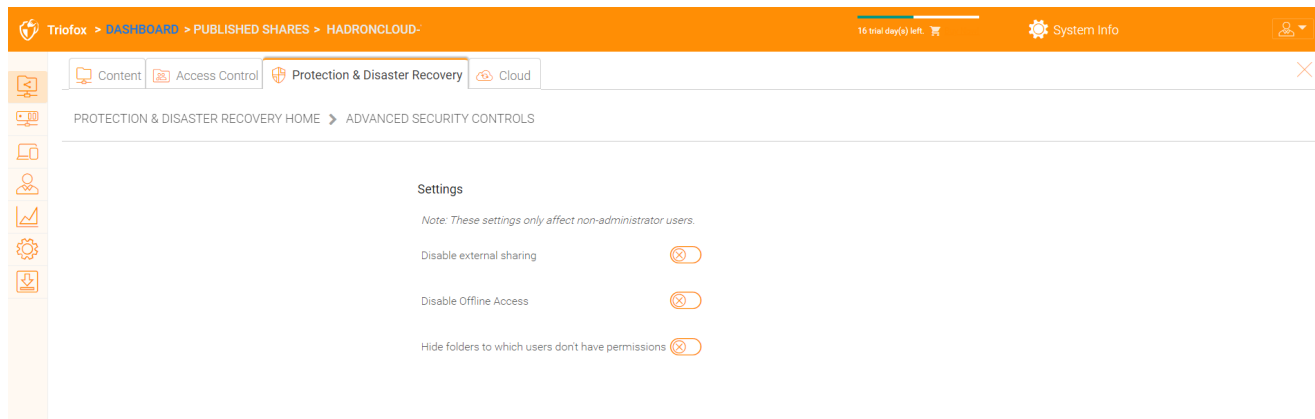 Triofox > DASHBOARD > PUBLISHED SHARES > HADRONCLOUD-
16 trial day(s) left.
System Info
Content
Access Control
Protection & Disaster Recovery
Cloud
PROTECTION & DISASTER RECOVERY HOME > ADVANCED SECURITY CONTROLS
Settings
Note: These settings only affect non-administrator users.
Disable external sharing
Disable Offline Access
Hide folders to which users don't have permissions